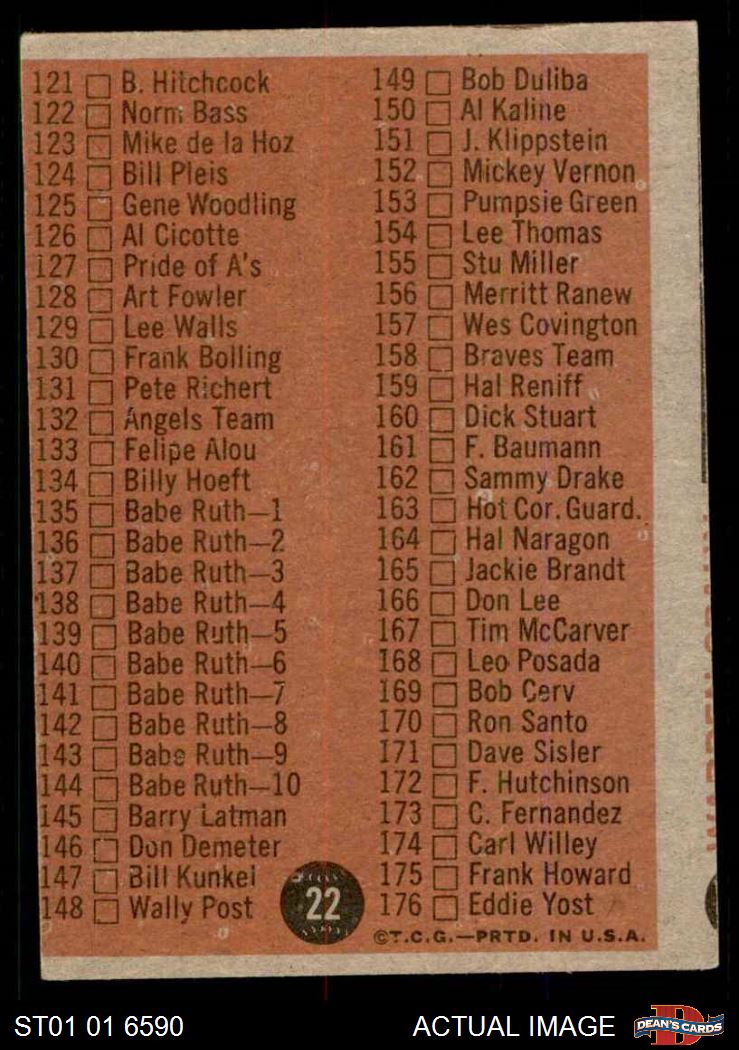 121 B. Hitchcock
122 Norm Bass
123 Mike de la Hoz
124 Bill Pleis
125 Gene Woodling
126 Al Cicotte
127 Pride of A's
128 Art Fowler
129 Lee Walls
130 Frank Bolling
131 Pete Richert
132 Angels Team
133 Felipe Alou
134 Billy Hoeft
135 Babe Ruth—1
136 Babe Ruth—2
137 Babe Ruth—3
138 Babe Ruth—4
139 Babe Ruth—5
140 Babe Ruth—6
141 Babe Ruth—7
142 Babe Ruth—8
143 Babe Ruth—9
144 Babe Ruth—10
145 Barry Latman
146 Don Demeter
147 Bill Kunkel
148 Wally Post
22
149 Bob Duliba
150 Al Kaline
151 J. Klippstein
152 Mickey Vernon
153 Pumpsie Green
154 Lee Thomas
155 Stu Miller
156 Merritt Ranew
157 Wes Covington
158 Braves Team
159 Hal Reniff
160 Dick Stuart
161 F. Baumann
162 Sammy Drake
163 Hot Cor. Guard.
164 Hal Naragon
165 Jackie Brandt
166 Don Lee
167 Tim McCarver
168 Leo Posada
169 Bob Cerv
170 Ron Santo
171 Dave Sisler
172 F. Hutchinson
173 C. Fernandez
174 Carl Willey
175 Frank Howard
176 Eddie Yost
©T.C.G.—PRTD. IN U.S.A.
ST01 01 6590
ACTUAL IMAGE
DEAN'S CARDS